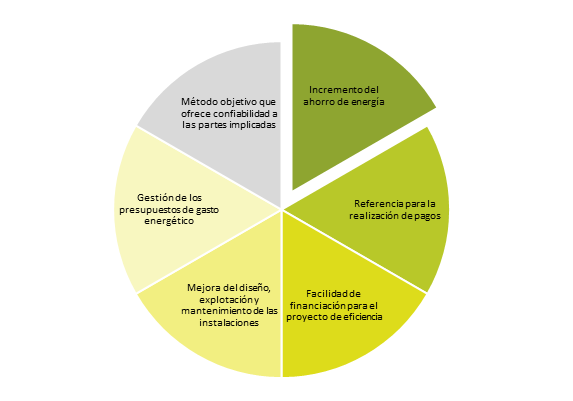 Incremento del
ahorro de energía
Referencia para la
realización de pagos
Facilidad de
financiación para el
proyecto de eficiencia
Mejora del diseño,
explotación y
mantenimiento de las
instalaciones
Gestión de los
presupuestos de gasto
energético
Método objetivo que
ofrece confiabilidad a
las partes implicadas